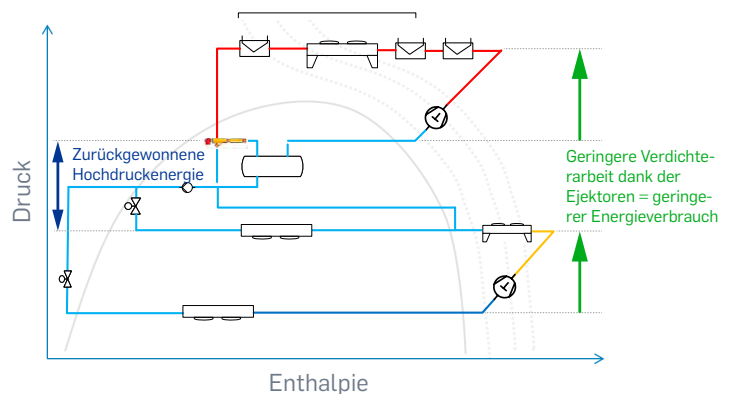 Druck
Zurückgewonnene
Hochdruckenergie
Geringere Verdichte-
rarbeit dank der
Ejektoren = geringe-
rer Energieverbrauch
Enthalpie